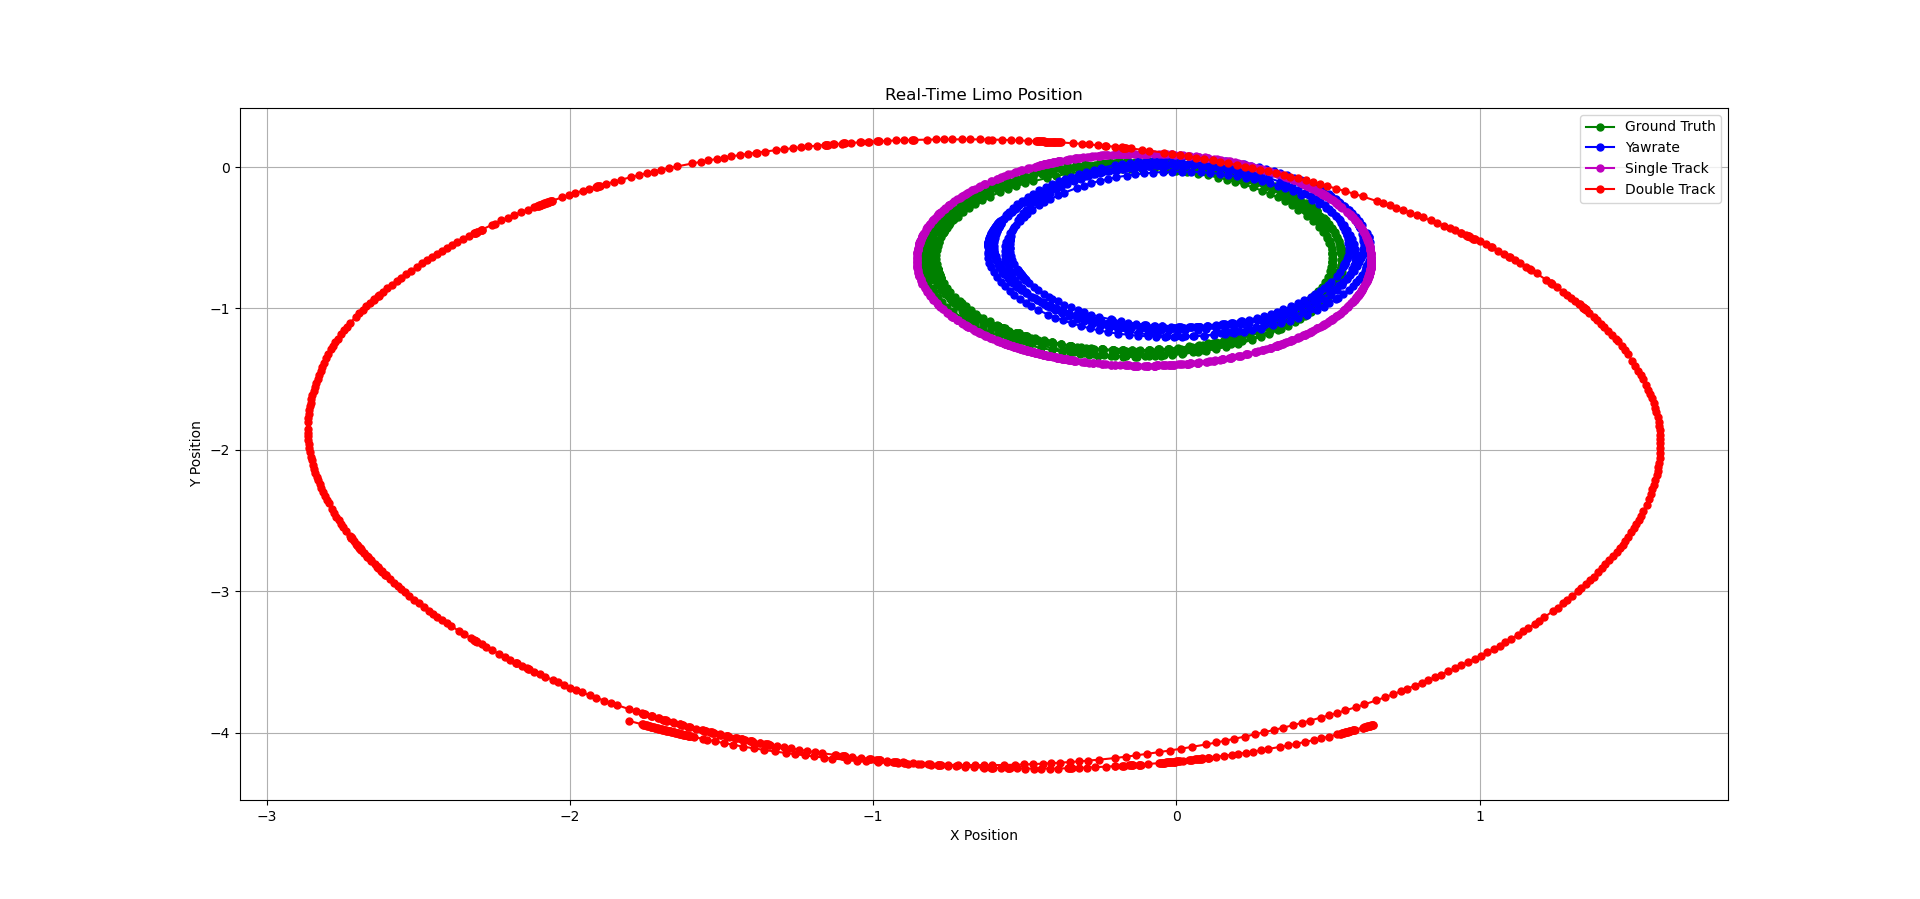 Real-Time Limo Position
Ground Truth
Yawrate
Single Track
Double Track
0
−1
−2
−3
−4
Y Position
−3
−2
−1
0
1
X Position